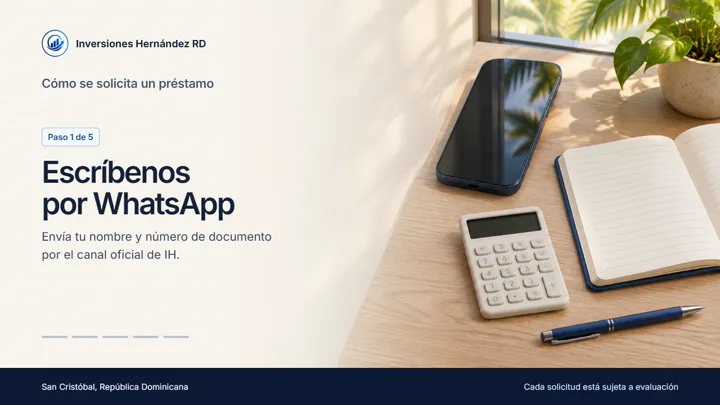 Inversiones Hernández RD
Cómo se solicita un préstamo
Paso 1 de 5
Escríbenos
por WhatsApp
Envía tu nombre y número de documento
por el canal oficial de IH.
San Cristóbal, República Dominicana
Cada solicitud está sujeta a evaluación